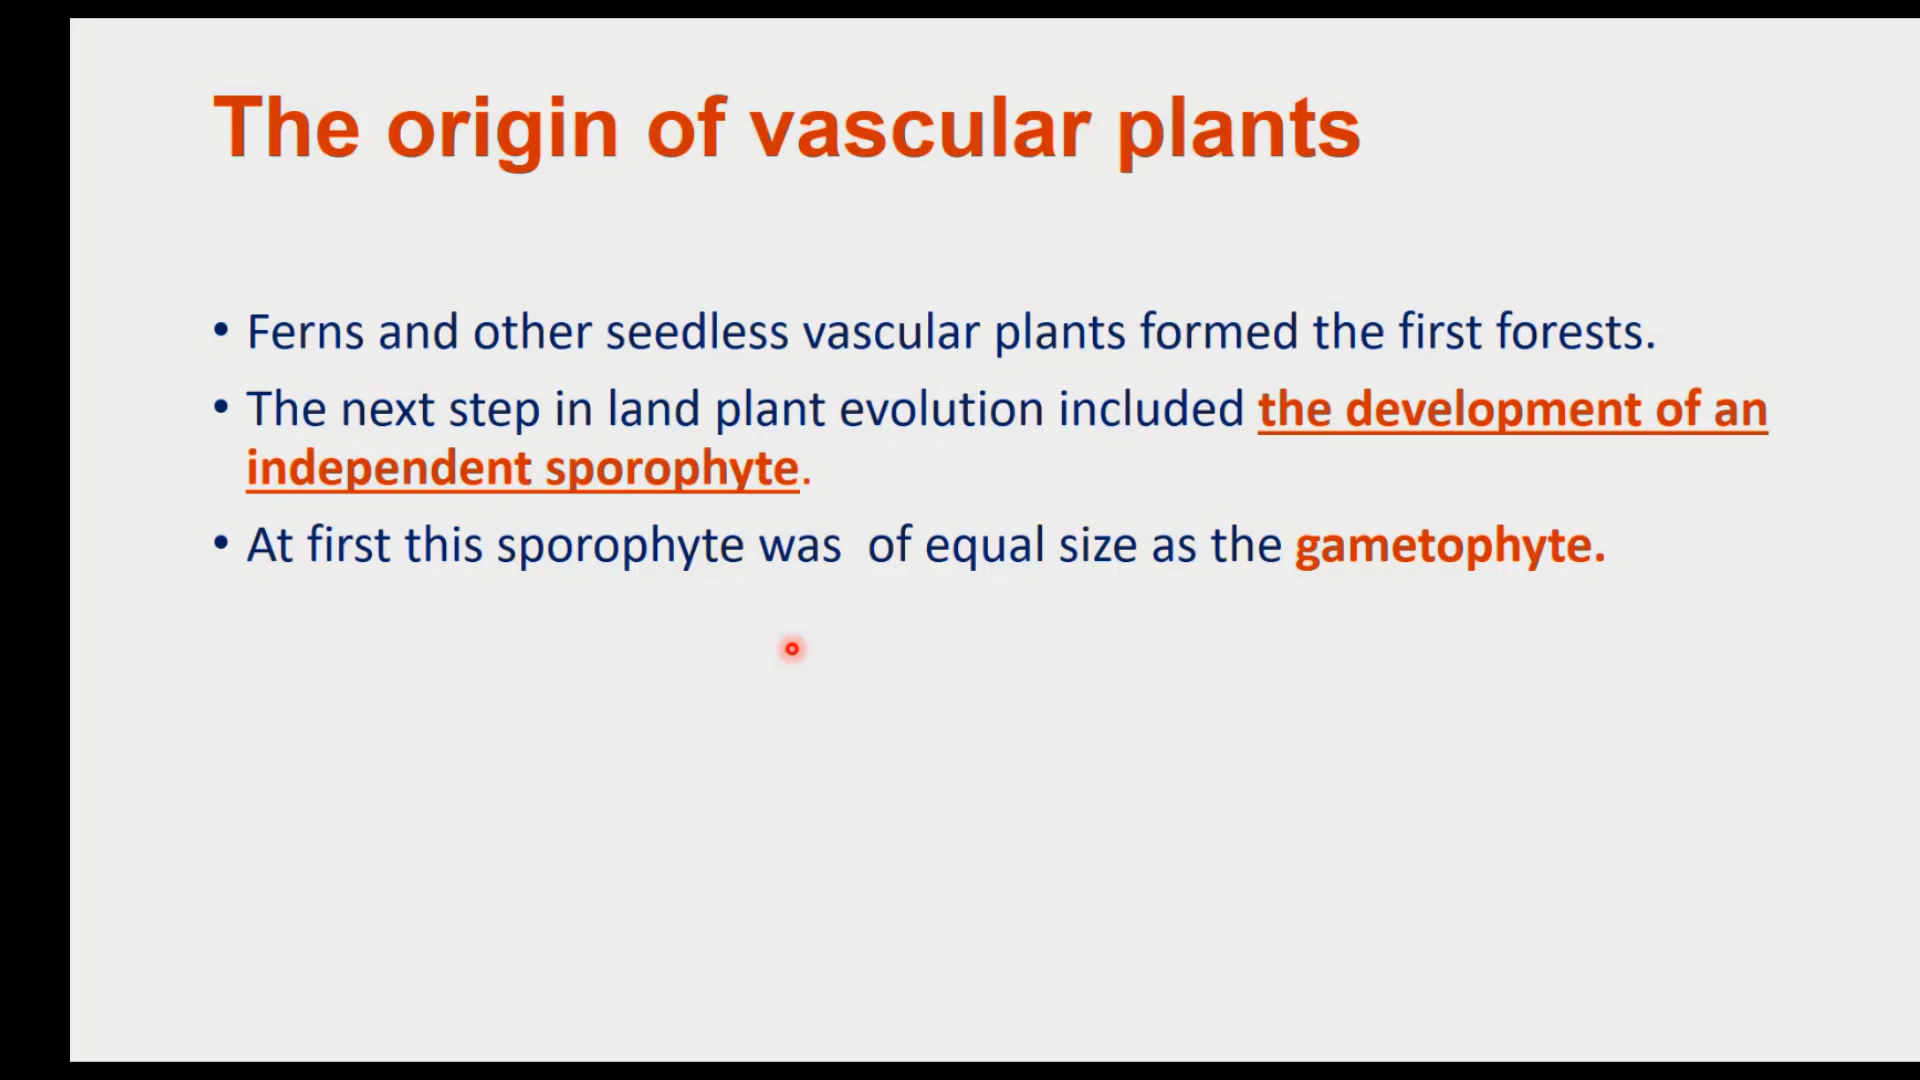 The origin of vascular plants
• Ferns and other seedless vascular plants formed the first forests.
• The next step in land plant evolution included the development of an
independent sporophyte.
• At first this sporophyte was  of equal size as the gametophyte.